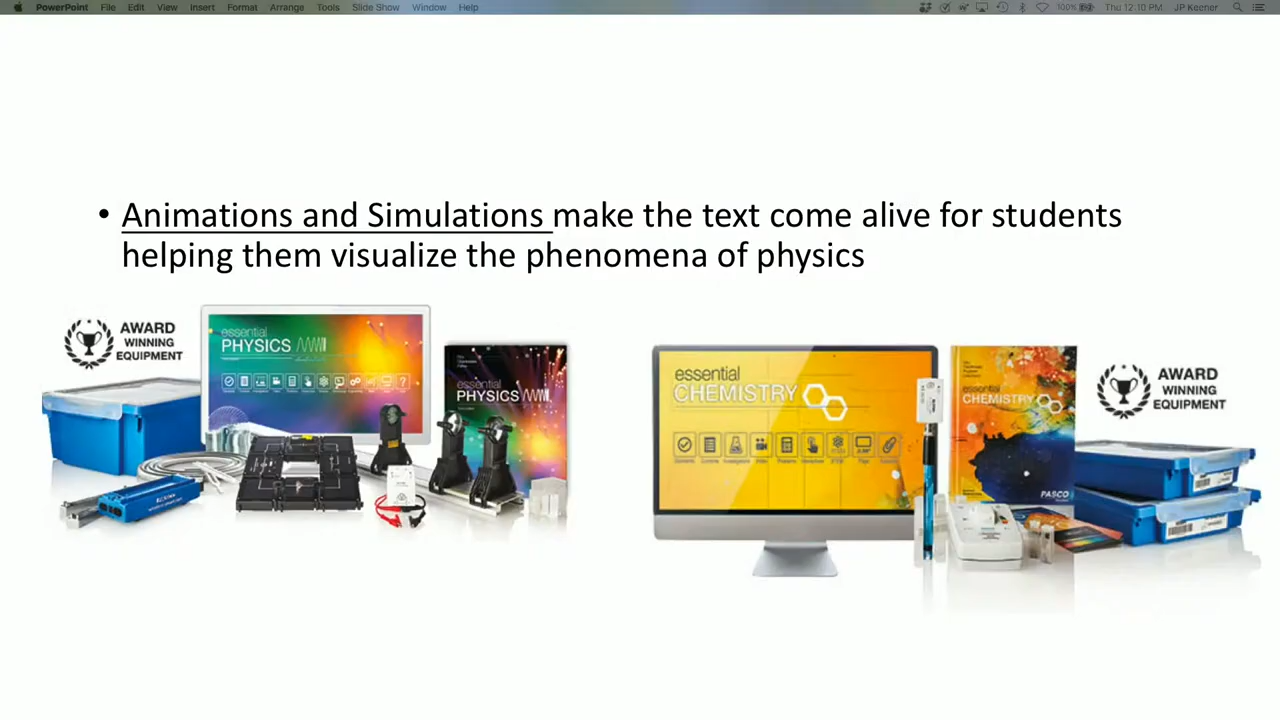 PowerPoint File Edit View Insert Format Arrange Tools Slide Show Window Help 100% Thu 12:10 PM JP Keener
• Animations and Simulations make the text come alive for students
helping them visualize the phenomena of physics
AWARD
WINNING
EQUIPMENT
essential
PHYSICS
essential
PHYSICS
essential
CHEMISTRY
essential
CHEMISTRY
PASCO
AWARD
WINNING
EQUIPMENT